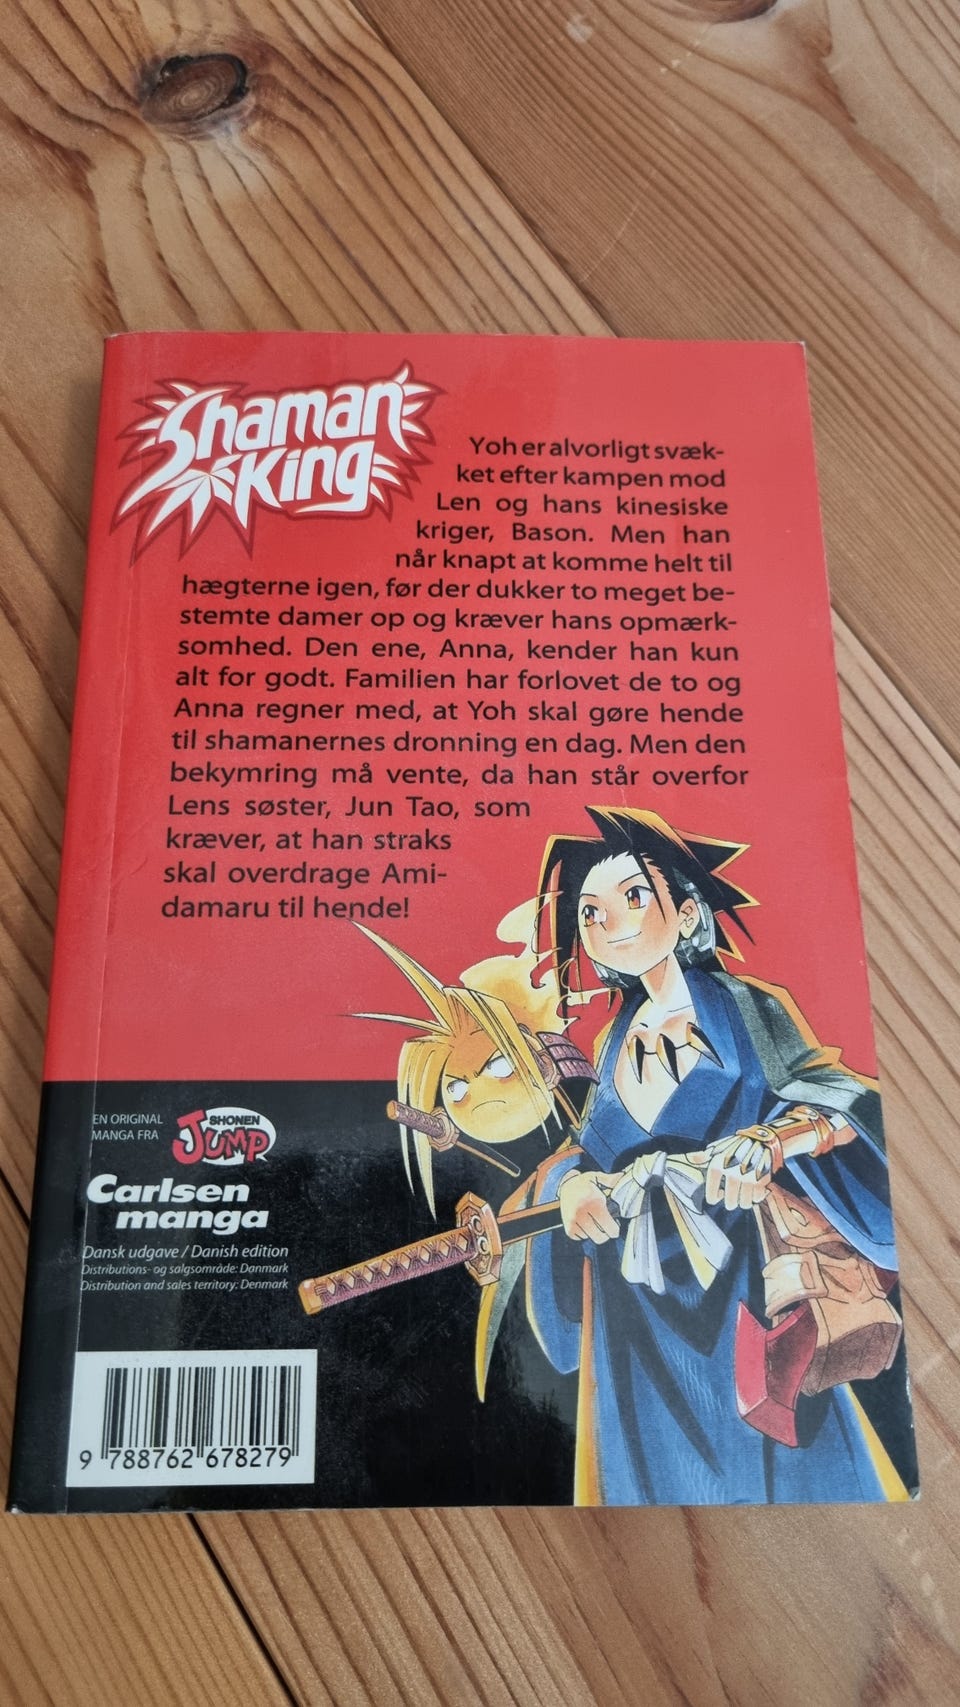 Shaman
King
Yoh er alvorligt svæk-
ket efter kampen mod
Len og hans kinesiske
kriger, Bason. Men han
når knapt at komme helt til
hægterne igen, før der dukker to meget be-
stemte damer op og kræver hans opmærk-
somhed. Den ene, Anna, kender han kun
alt for godt. Familien har forlovet de to og
Anna regner med, at Yoh skal gøre hende
til shamanernes dronning en dag. Men den
bekymring må vente, da han står overfor
Lens søster, Jun Tao, som
kræver, at han straks
skal overdrage Ami-
damaru til hende!
EN ORIGINAL
MANGA FRA
SHONEN
JUMP
Carlsen
manga
Dansk udgave / Danish edition
Distributions- og salgsområde: Danmark
Distribution and sales territory: Denmark
9 788762 678279